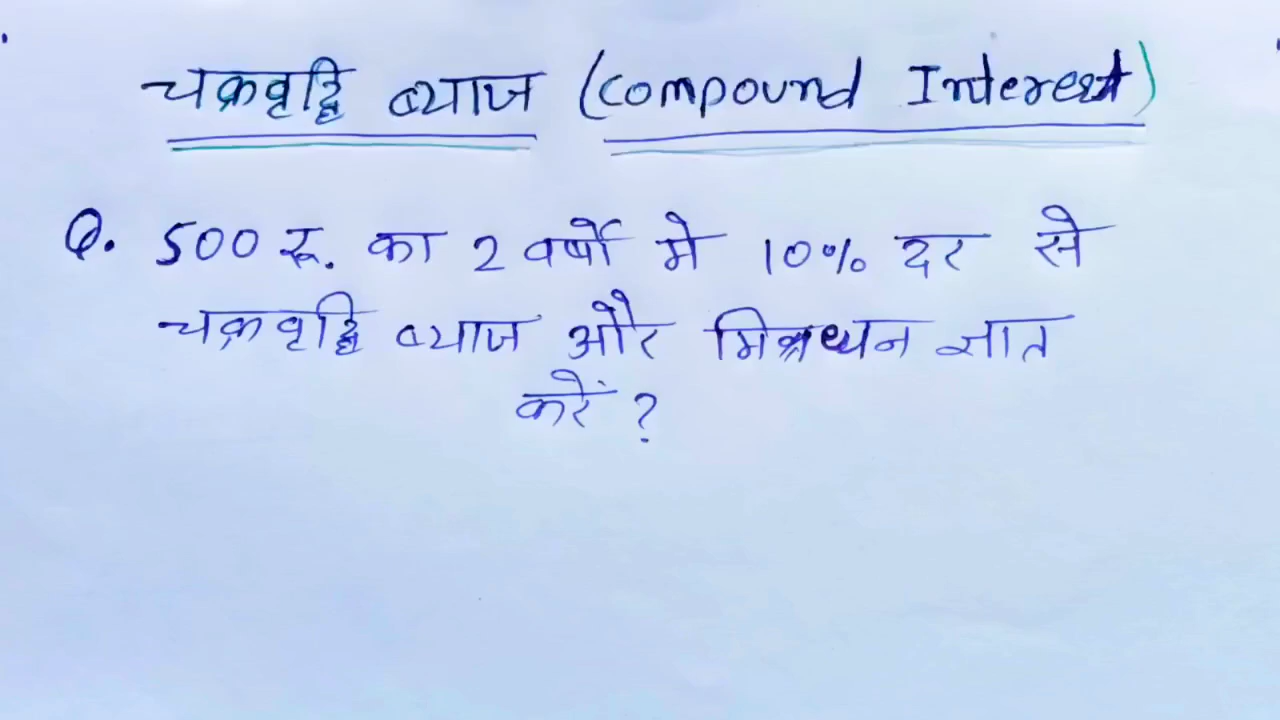 चक्रवृद्धि ब्याज (Compound Interest)
Q. 500 रू. का 2 वर्षो मे 10% दर से
चक्रवृद्धि ब्याज और मिश्रधन ज्ञात
करें ?